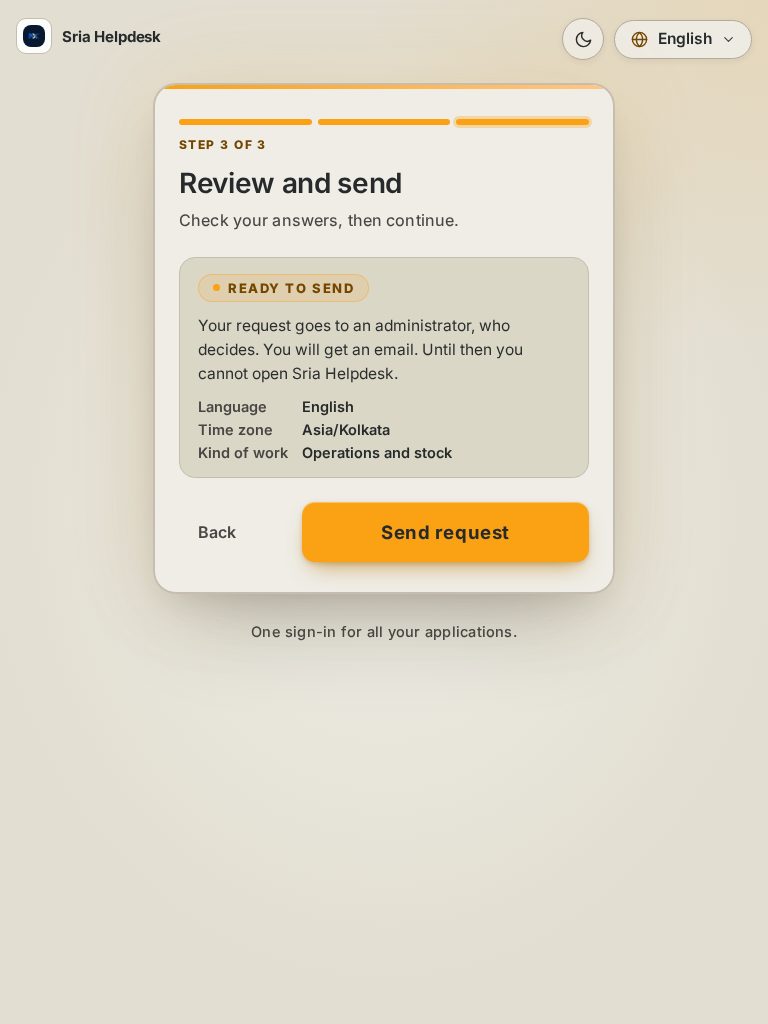 Sria Helpdesk
English
STEP 3 OF 3
Review and send
Check your answers, then continue.
READY TO SEND
Your request goes to an administrator, who
decides. You will get an email. Until then you
cannot open Sria Helpdesk.
Language English
Time zone Asia/Kolkata
Kind of work Operations and stock
Back
Send request
One sign-in for all your applications.